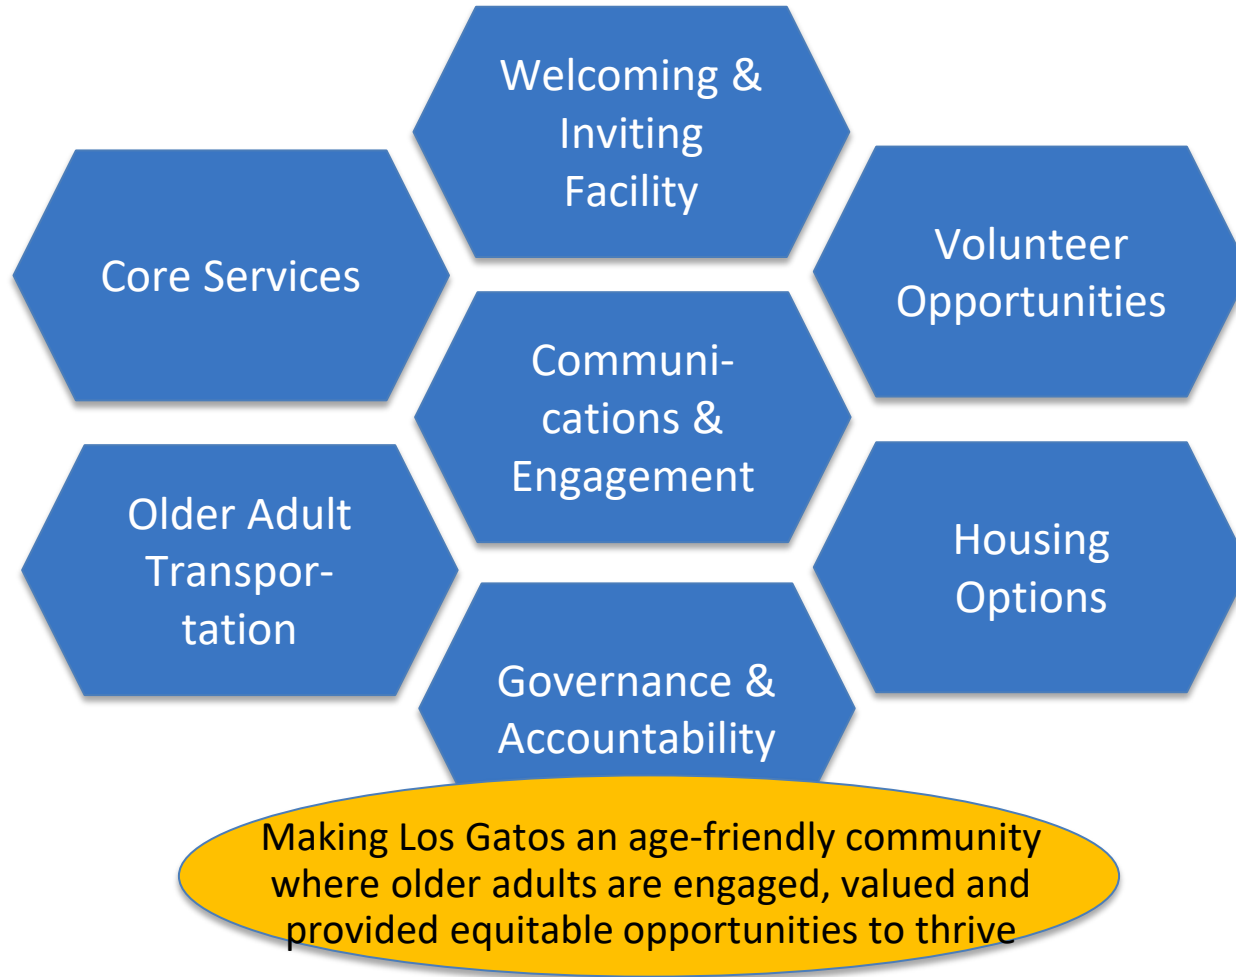 Welcoming &
Inviting
Facility
Core Services
Volunteer
Opportunities
Communi-
cations &
Engagement
Older Adult
Transpor-
tation
Housing
Options
Governance &
Accountability
Making Los Gatos an age-friendly community
where older adults are engaged, valued and
provided equitable opportunities to thrive